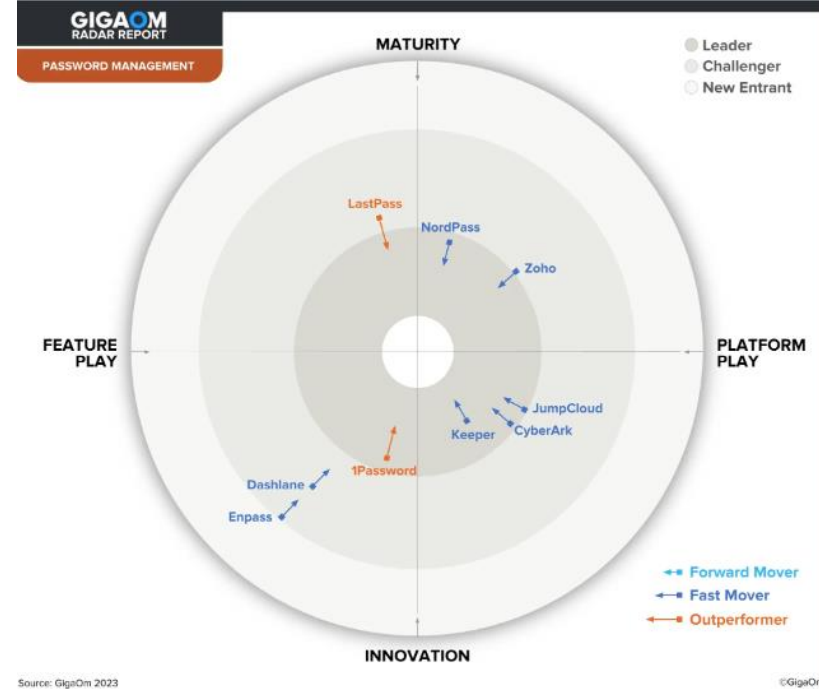 GIGAOM
RADAR REPORT
PASSWORD MANAGEMENT
MATURITY
Leader
Challenger
New Entrant
LastPass
NordPass
Zoho
FEATURE
PLAY
PLATFORM
PLAY
JumpCloud
CyberArk
Keeper
1Password
Dashlane
Enpass
Forward Mover
Fast Mover
Outperformer
INNOVATION
Source: GigaOm 2023
©GigaOm